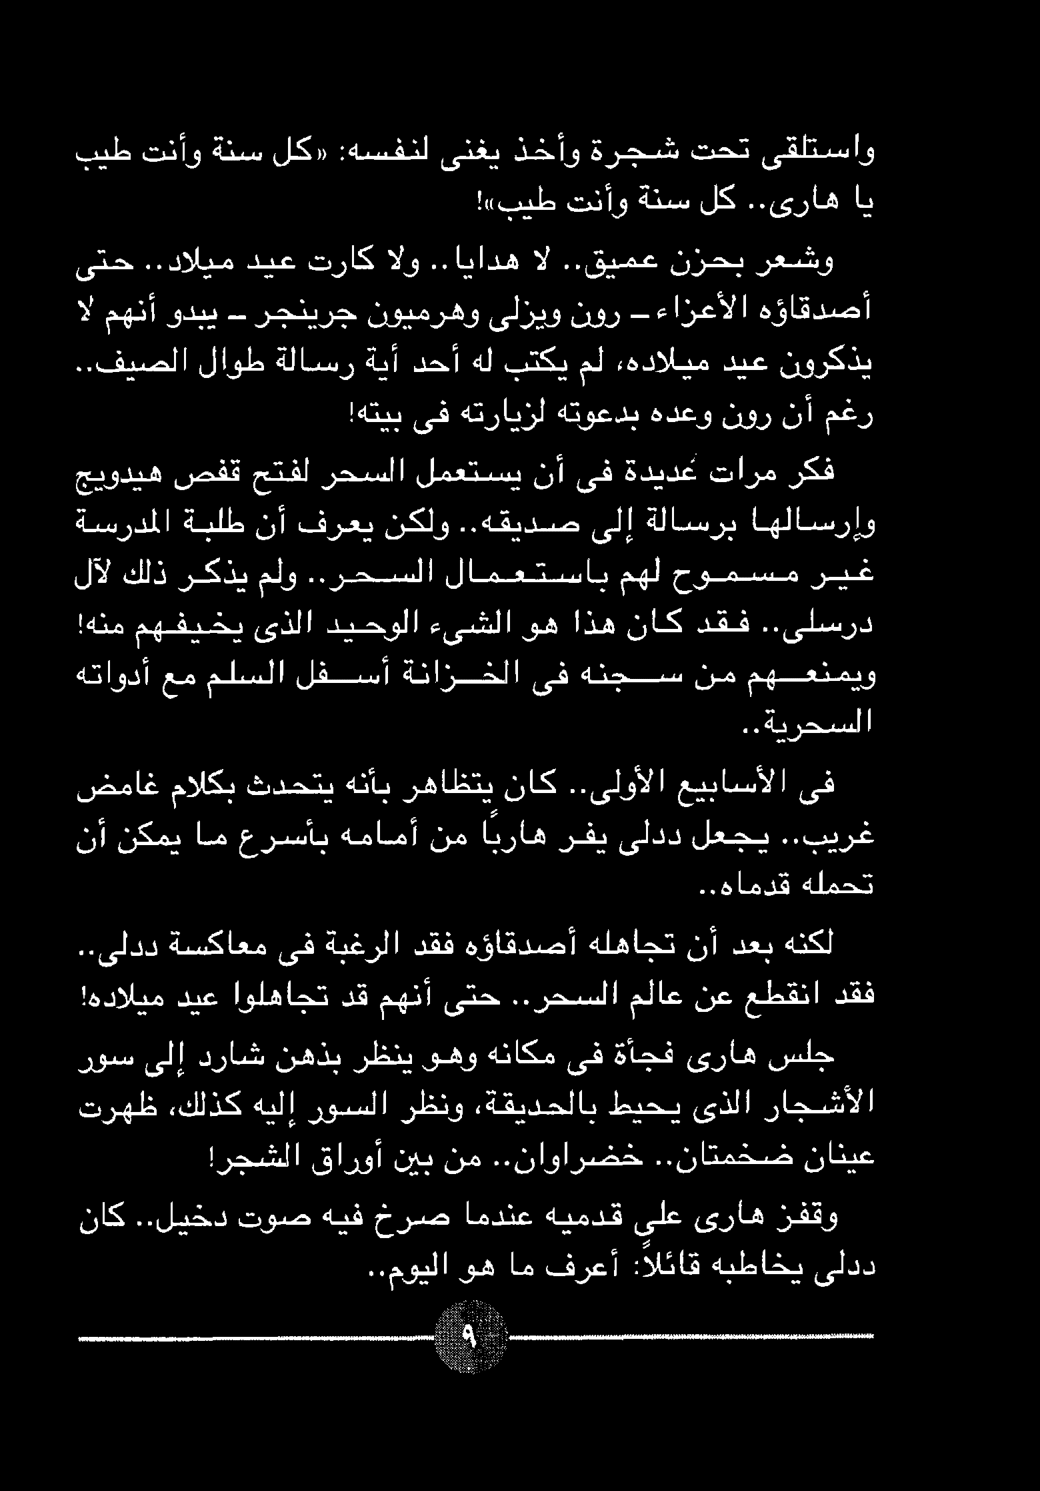 واستلقى تحت شجرة وأخذ يغنى لنفسه: «كل سنة وأنت طيب
يا هارى.. كل سنة وأنت طيب»!
وشعر بحزن عميق.. لا هدايا.. ولا كارت عيد ميلاد.. حتى
أصدقاؤه الأعزاء - رون ويزلى وهرميون جرينجر - يبدو أنهم لا
يذكرون عيد ميلاده، لم يكتب له أحد أية رسالة طوال الصيف..
رغم أن رون وعده بدعوته لزيارته فى بيته!
فكر مرات عديدة فى أن يستعمل السحر لفتح قفص هيدويج
وإرسالها برسالة إلى صديقه.. ولكن يعرف أن طلبة المدرسة
غير مسموح لهم باستعمال السحر.. ولم يذكر ذلك لآل
درسلى.. فقد كان هذا هو الشىء الوحيد الذى يخيفهم منه!
ويمنعهم من سجنه فى الخزانة أسفل السلم مع أدواته
السحرية..
فى الأسابيع الأولى.. كان يتظاهر بأنه يتحدث بكلام غامض
غريب.. يجعل ددلى يفر هاربًا من أمامه بأسرع ما يمكن أن
تحمله قدماه..
لكنه بعد أن تجاهله أصدقاؤه فقد الرغبة فى معاكسة ددلى..
فقد انقطع عن عالم السحر.. حتى أنهم قد تجاهلوا عيد ميلاده!
جلس هارى فجأة فى مكانه وهو ينظر بذهن شارد إلى سور
الأشجار الذى يحيط بالحديقة، ونظر السور إليه كذلك، ظهرت
عينان ضخمتان.. خضراوان.. من بين أوراق الشجر!
وقفز هارى على قدميه عندما صرخ فيه صوت دخيل.. كان
ددلى يخاطبه قائلاً: أعرف ما هو اليوم..
٩